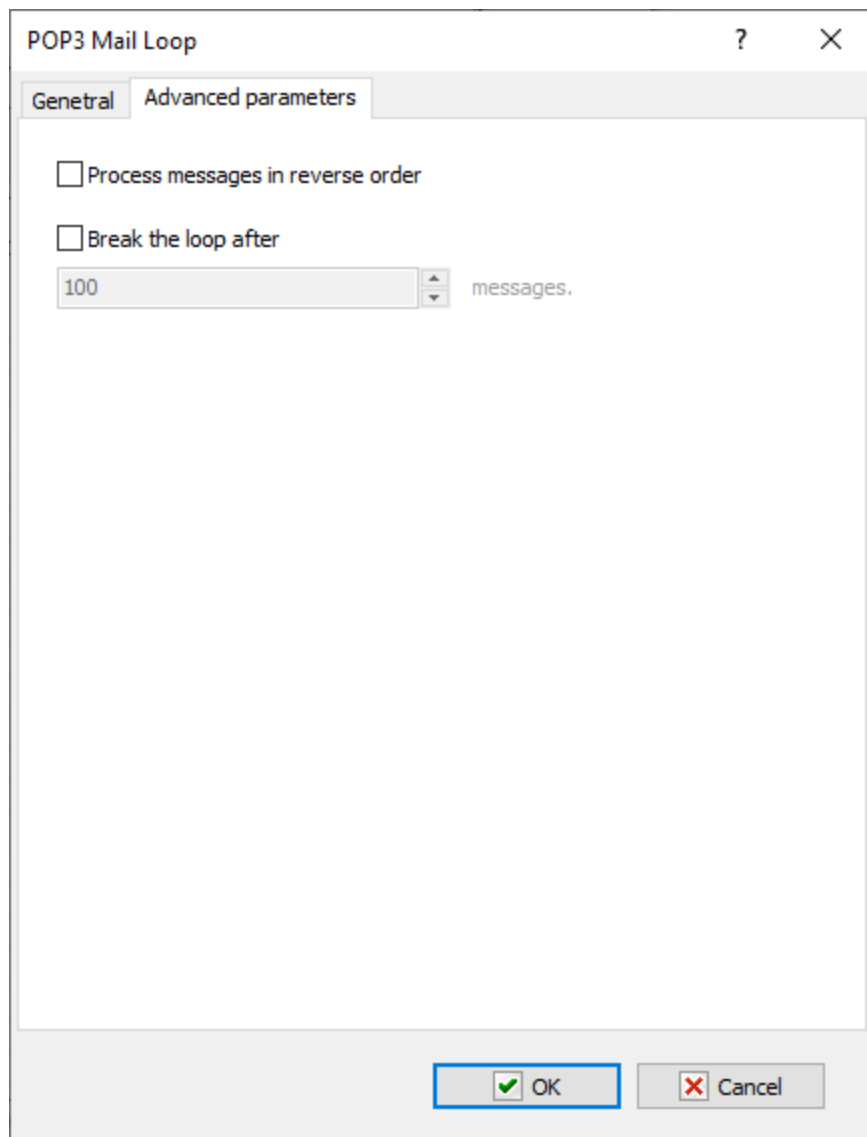 POP3 Mail Loop ?
Genetral Advanced parameters
Process messages in reverse order
Break the loop after
100 messages.
OK Cancel